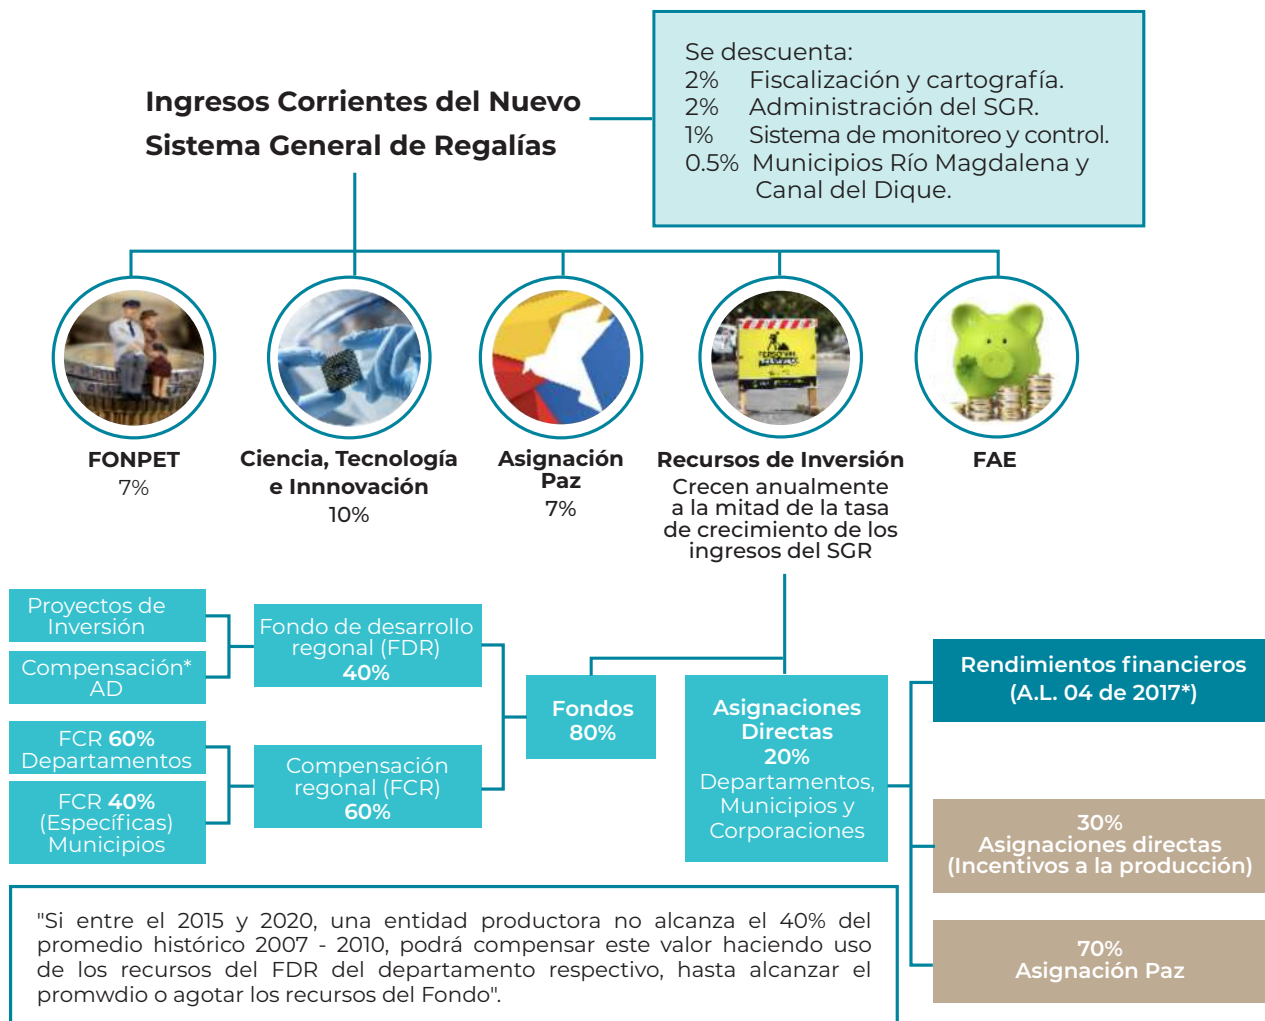 Ingresos Corrientes del Nuevo
Sistema General de Regalías
Se descuenta:
2% Fiscalización y cartografía.
2% Administración del SGR.
1% Sistema de monitoreo y control.
0.5% Municipios Río Magdalena y
Canal del Dique.
FONPET
7%
Ciencia, Tecnología
e Innnovación
10%
Asignación
Paz
7%
Recursos de Inversión
Crecen anualmente
a la mitad de la tasa
de crecimiento de los
ingresos del SGR
FAE
Proyectos de
Inversión
Compensación*
AD
FCR 60%
Departamentos
FCR 40%
(Específicas)
Municipios
Fondo de desarrollo
regonal (FDR)
40%
Compensación
regional (FCR)
60%
Fondos
80%
Asignaciones
Directas
20%
Departamentos,
Municipios y
Corporaciones
Rendimientos financieros
(A.L. 04 de 2017*)
30%
Asignaciones directas
(Incentivos a la producción)
70%
Asignación Paz
"Si entre el 2015 y 2020, una entidad productora no alcanza el 40% del
promedio histórico 2007 - 2010, podrá compensar este valor haciendo uso
de los recursos del FDR del departamento respectivo, hasta alcanzar el
promwdio o agotar los recursos del Fondo".